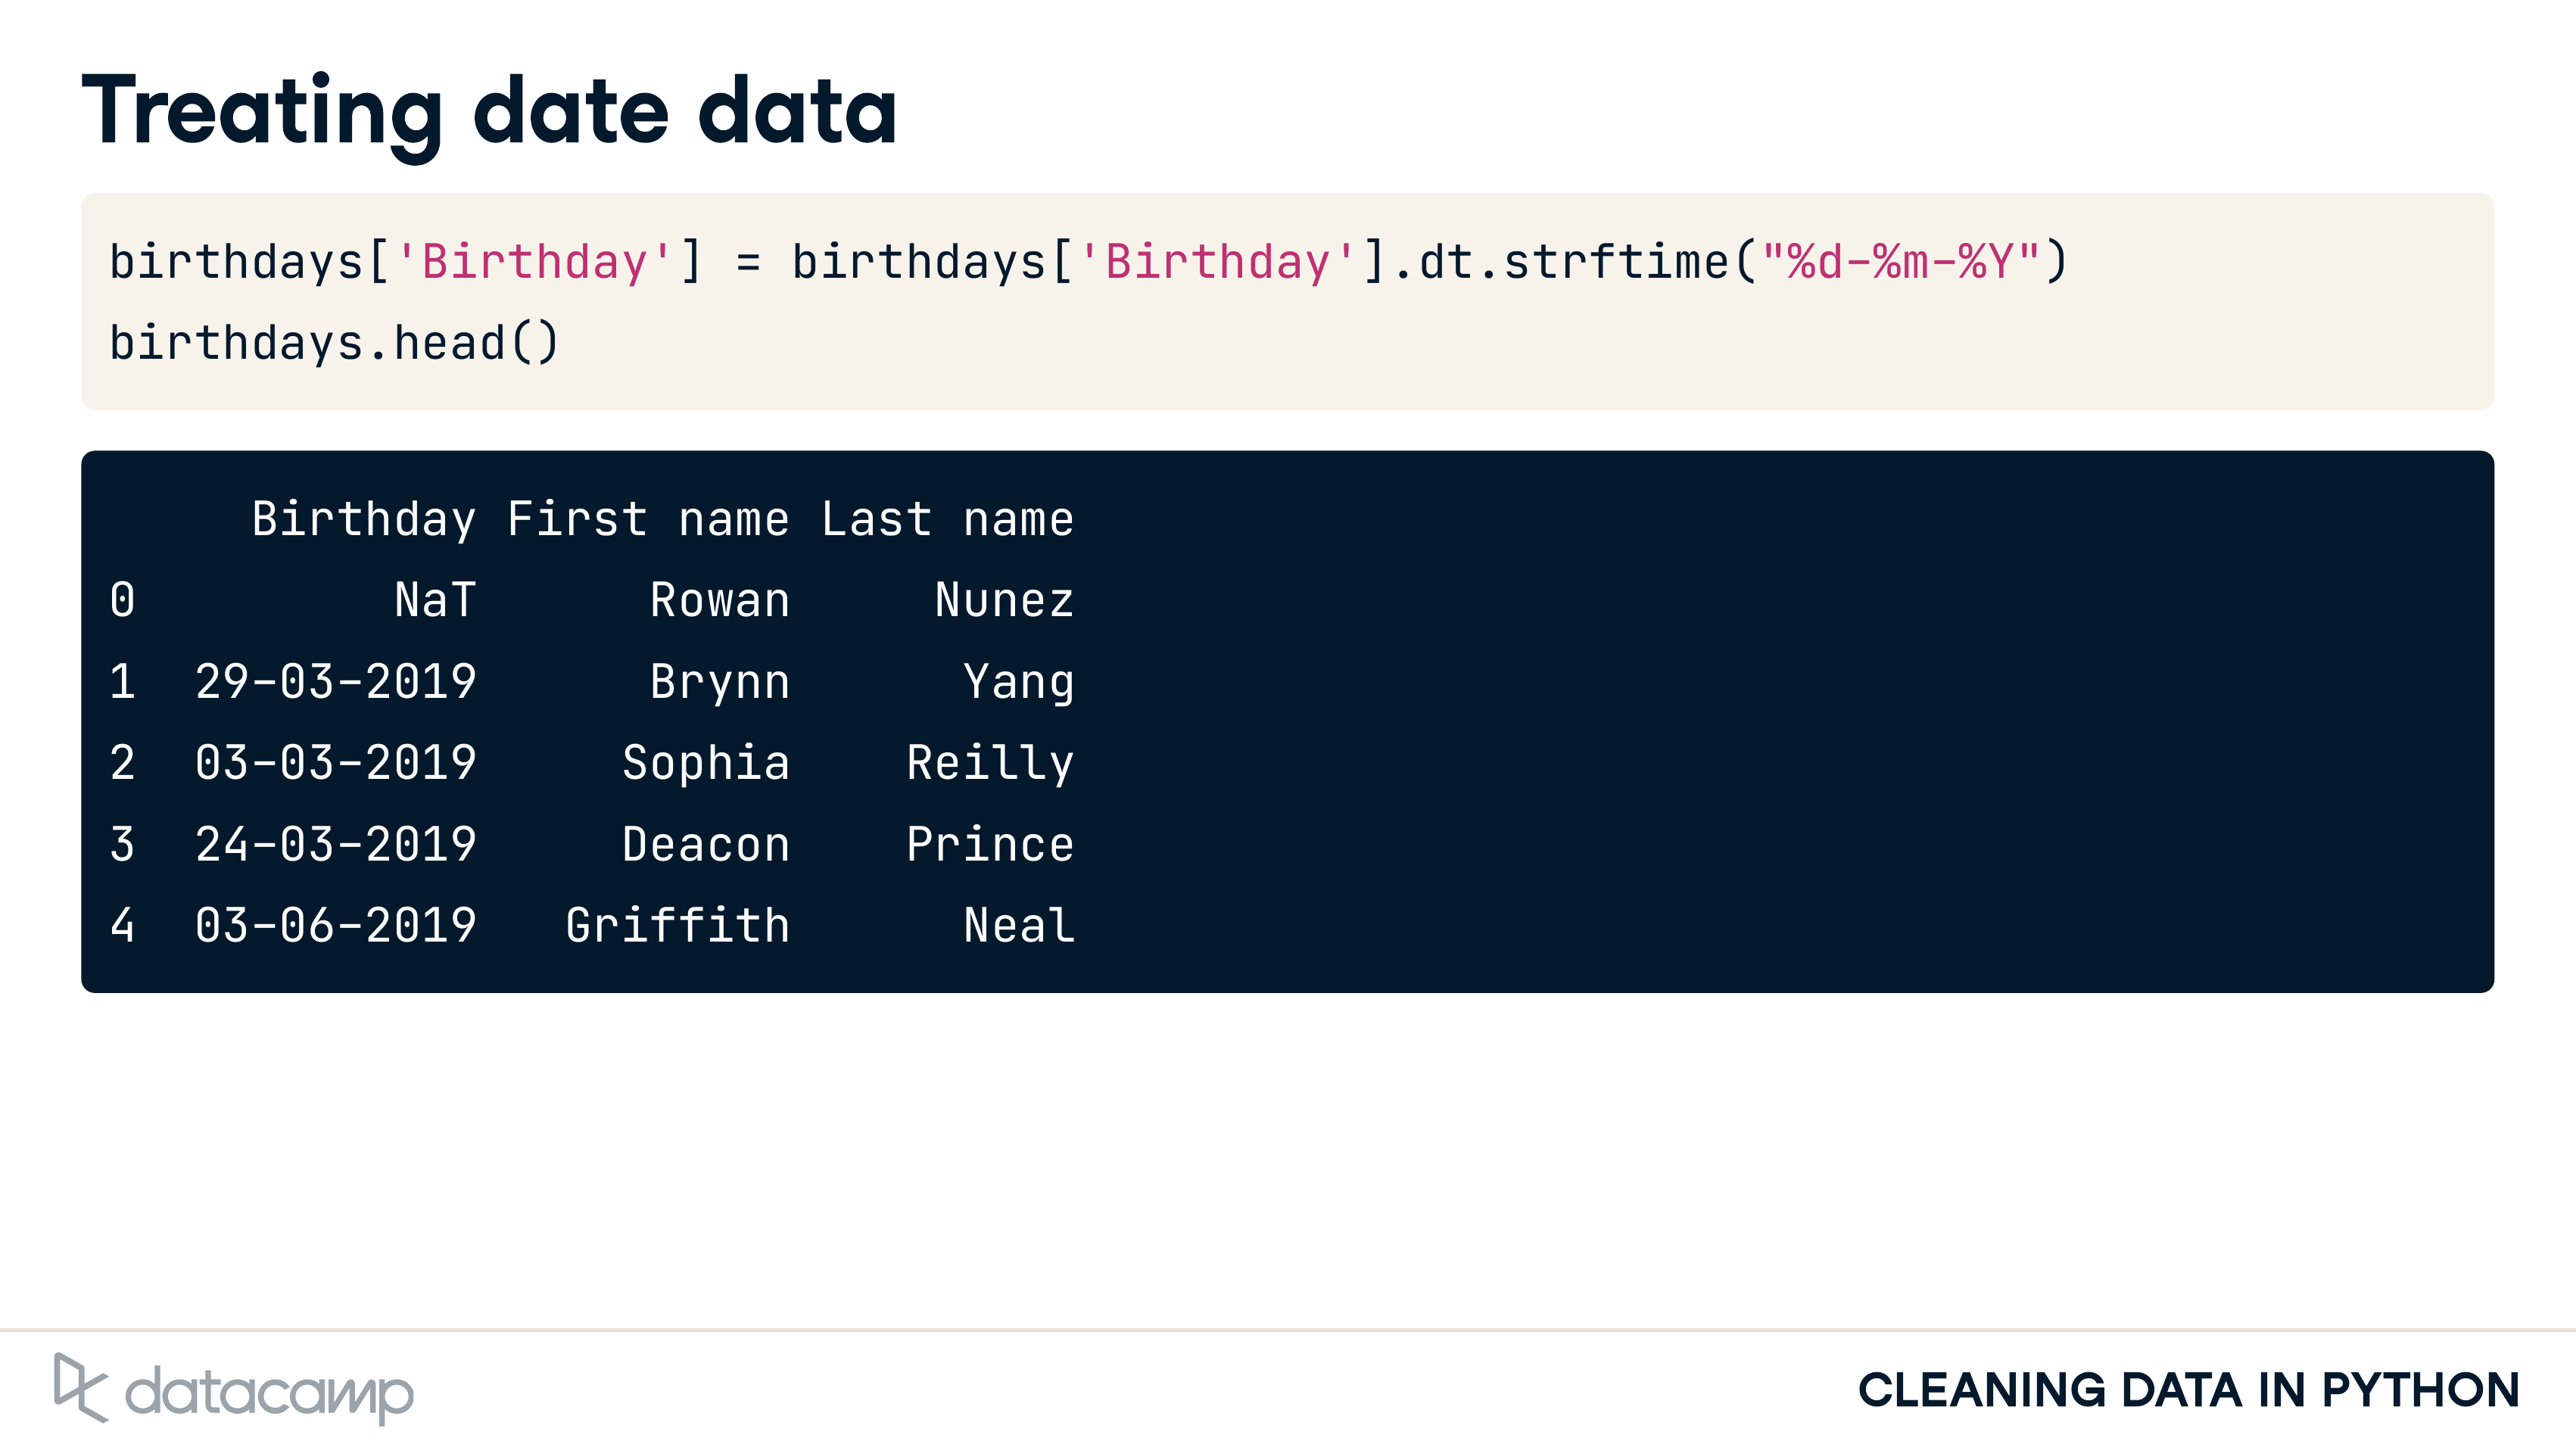 Treating date data
birthdays['Birthday'] = birthdays['Birthday'].dt.strftime("%d-%m-%Y")
birthdays.head()
Birthday First name Last name
0 NaT Rowan Nunez
1 29-03-2019 Brynn Yang
2 03-03-2019 Sophia Reilly
3 24-03-2019 Deacon Prince
4 03-06-2019 Griffith Neal
datacamp
CLEANING DATA IN PYTHON